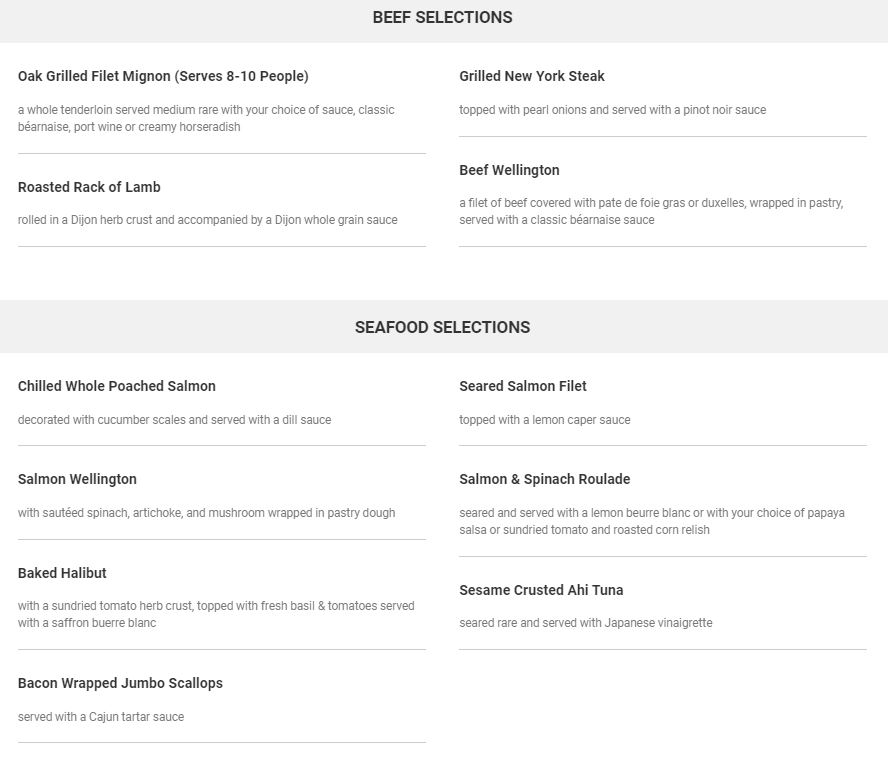 BEEF SELECTIONS
Oak Grilled Filet Mignon (Serves 8-10 People)
a whole tenderloin served medium rare with your choice of sauce, classic
béarnaise, port wine or creamy horseradish
Roasted Rack of Lamb
rolled in a Dijon herb crust and accompanied by a Dijon whole grain sauce
Grilled New York Steak
topped with pearl onions and served with a pinot noir sauce
Beef Wellington
a filet of beef covered with pate de foie gras or duxelles, wrapped in pastry,
served with a classic béarnaise sauce
SEAFOOD SELECTIONS
Chilled Whole Poached Salmon
decorated with cucumber scales and served with a dill sauce
Salmon Wellington
with sautéed spinach, artichoke, and mushroom wrapped in pastry dough
Baked Halibut
with a sundried tomato herb crust, topped with fresh basil & tomatoes served
with a saffron buerre blanc
Bacon Wrapped Jumbo Scallops
served with a Cajun tartar sauce
Seared Salmon Filet
topped with a lemon caper sauce
Salmon & Spinach Roulade
seared and served with a lemon beurre blanc or with your choice of papaya
salsa or sundried tomato and roasted corn relish
Sesame Crusted Ahi Tuna
seared rare and served with Japanese vinaigrette